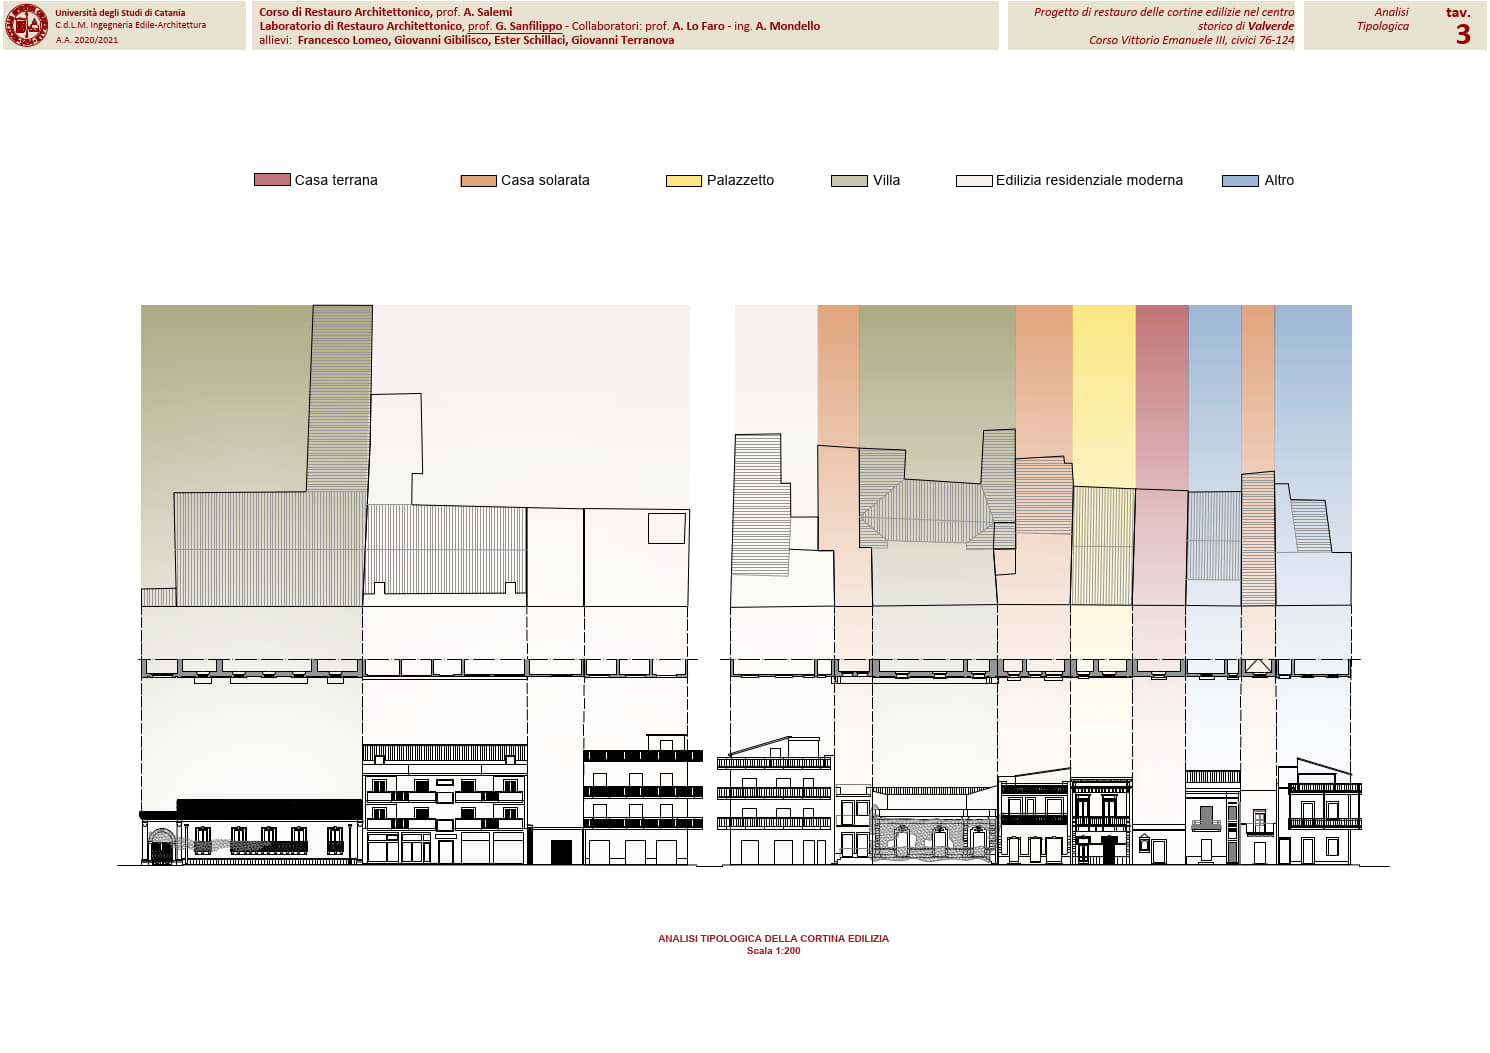 Università degli Studi di Catania
C.d.L.M. Ingegneria Edile-Architettura
A.A. 2020/2021
Corso di Restauro Architettonico, prof. A. Salemi
Laboratorio di Restauro Architettonico, prof. G. Sanfilippo - Collaboratori: prof. A. Lo Faro - ing. A. Mondello
allievi: Francesco Lomeo, Giovanni Gibilisco, Ester Schillaci, Giovanni Terranova
Progetto di restauro delle cortine edilizie nel centro
storico di Valverde
Corso Vittorio Emanuele III, civici 76-124
Analisi
Tipologica
tav.
3
Casa terrana
Casa solarata
Palazzetto
Villa
Edilizia residenziale moderna
Altro
ANALISI TIPOLOGICA DELLA CORTINA EDILIZIA
Scala 1:200